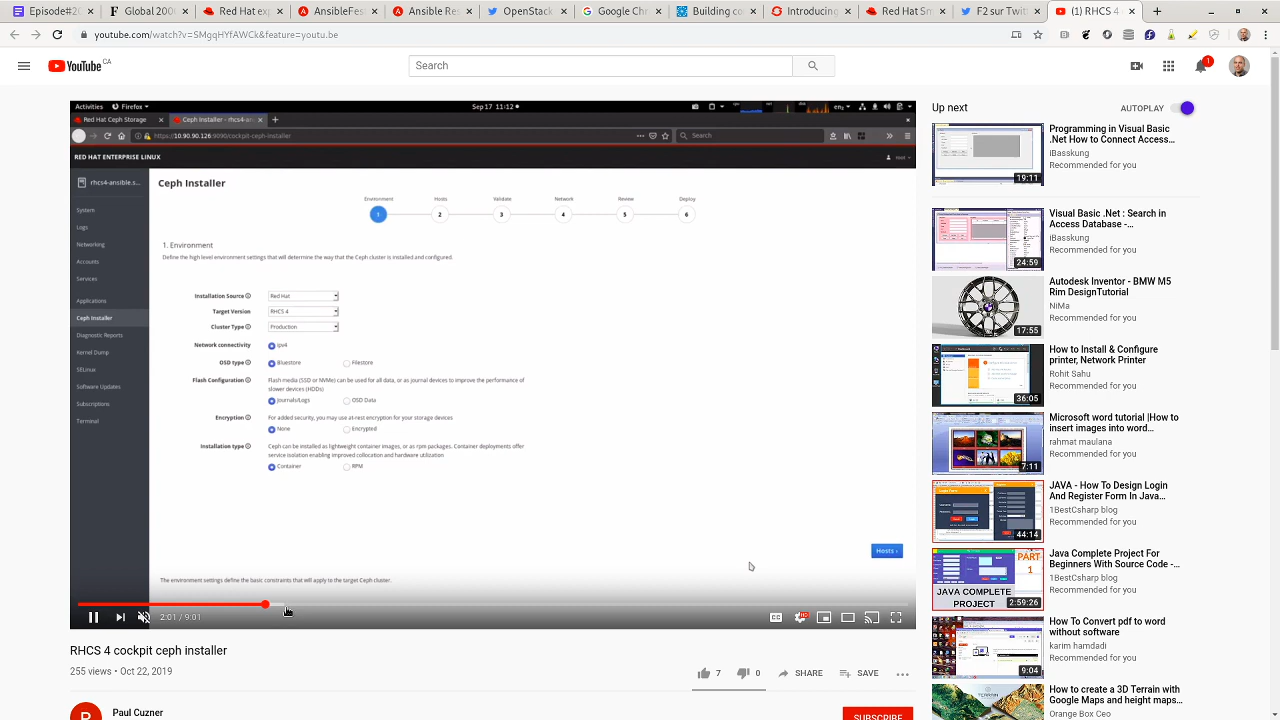 Episode#2
Ansible D
Ansible P
Ansible P
OpenStack
Google Chr
Building C
Introduct
Red Hat S
F2 surTwitt
(1) RHCS 4
youtube.com/watch?v=SMgqHYfAWCk&feature=youtu.be
YouTube CA
Search
1
Activities
Firefox
Sep 17 11:12
en2
Red Hat Ceph Storage
Ceph Installer - rhcs4-an
https://10.90.90.126:9090/cockpit-ceph-installer
Search
RED HAT ENTERPRISE LINUX
root
rhcs4-ansible.s...
System
Logs
Networking
Accounts
Services
Applications
Ceph Installer
Diagnostic Reports
Kernel Dump
SELinux
Software Updates
Subscriptions
Terminal
Ceph Installer
Environment
Hosts
Validate
Network
Review
Deploy
1
2
3
4
5
6
1. Environment
Define the high level environment settings that will determine the way that the Ceph cluster is installed and configured.
Installation Source
Red Hat
Target Version
RHCS 4
Cluster Type
Production
Network connectivity
ipv4
OSD type
Bluestore
Filestore
Flash Configuration
Flash media (SSD or NVMe) can be used for all data, or as journal devices to improve the performance of
slower devices (HDDs)
Journals/Logs
OSD Data
Encryption
For added security, you may use at-rest encryption for your storage devices
None
Encrypted
Installation type
Ceph can be installed as lightweight container images, or as rpm packages. Container deployments offer
service isolation enabling improved collocation and hardware utilization
Container
RPM
Hosts ›
The environment settings define the basic constraints that will apply to the target Ceph cluster.
2:01 / 9:01
CC
HD
RHCS 4 cockpit ceph installer
255 views • Oct 22, 2019
7
1
SHARE
SAVE
Paul Cuzner
SUBSCRIBE
Up next
AUTOPLAY
Programming in Visual Basic
.Net How to Connect Access...
iBasskung
Recommended for you
19:11
Visual Basic .Net : Search in
Access Database -...
iBasskung
Recommended for you
24:59
Autodesk Inventor - BMW M5
Rim DesignTutorial
NiMa
Recommended for you
17:55
How to Install & Configure
printer, Network Printer
Rohit Sahu
Recommended for you
36:05
Microsoft word tutorial |How to
insert images into word...
rahmat maulana
Recommended for you
7:11
JAVA - How To Design Login
And Register Form In Java...
1BestCsharp blog
Recommended for you
44:14
Java Complete Project For
Beginners With Source Code -...
1BestCsharp blog
Recommended for you
PART
1
JAVA COMPLETE
PROJECT
2:59:26
How To Convert pdf to word
without software
karim hamdadi
Recommended for you
9:04
How to create a 3D Terrain with
Google Maps and height maps...
Orange Box Ceo